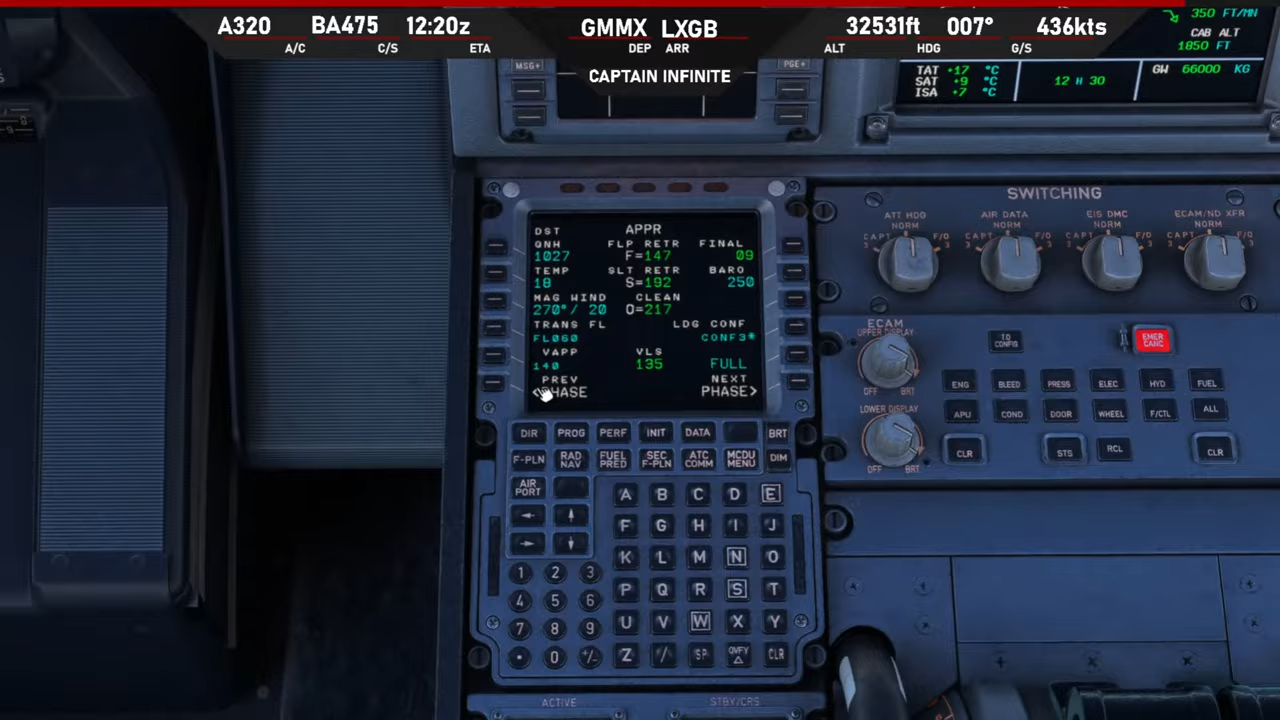 A320 BA475 12:20z GMMX LXGB 32531ft 007° 436kts
A/C C/S ETA DEP ARR ALT HDG G/S
CAPTAIN INFINITE
350 FT/MN
CAB ALT
1850 FT
MSG+
PGE+
TAT +17 °C
SAT +9 °C
ISA +7 °C
12 H 30
GW 66000 KG
DST APPR
QNH FLP RETR FINAL
1027 F=147 09
TEMP SLT RETR BARO
18 S=192 250
MAG WIND CLEAN
270°/ 20 O=217
TRANS FL LDG CONF
FL060 CONF3*
VAPP VLS
140 135 FULL
PREV NEXT
<PHASE PHASE>
SWITCHING
ATT HDG AIR DATA EIS DMC ECAM/ND XFR
NORM NORM NORM NORM
CAPT 3 F/O 3 CAPT 3 F/O 3 CAPT 3 F/O 3 CAPT F/O
ECAM
UPPER DISPLAY
OFF BRT
LOWER DISPLAY
OFF BRT
T.O CONFIG
EMER CANC
ENG BLEED PRESS ELEC HYD FUEL
APU COND DOOR WHEEL F/CTL ALL
CLR STS RCL CLR
DIR PROG PERF INIT DATA BRT
F-PLN RAD NAV FUEL PRED SEC F-PLN ATC COMM MCDU MENU DIM
AIR PORT
← ↑
→ ↓
A B C D E
F G H I J
K L M N O
P Q R S T
U V W X Y
Z / SP OVFY △ CLR
1 2 3
4 5 6
7 8 9
. 0 +/-
ACTIVE STBY/CRS